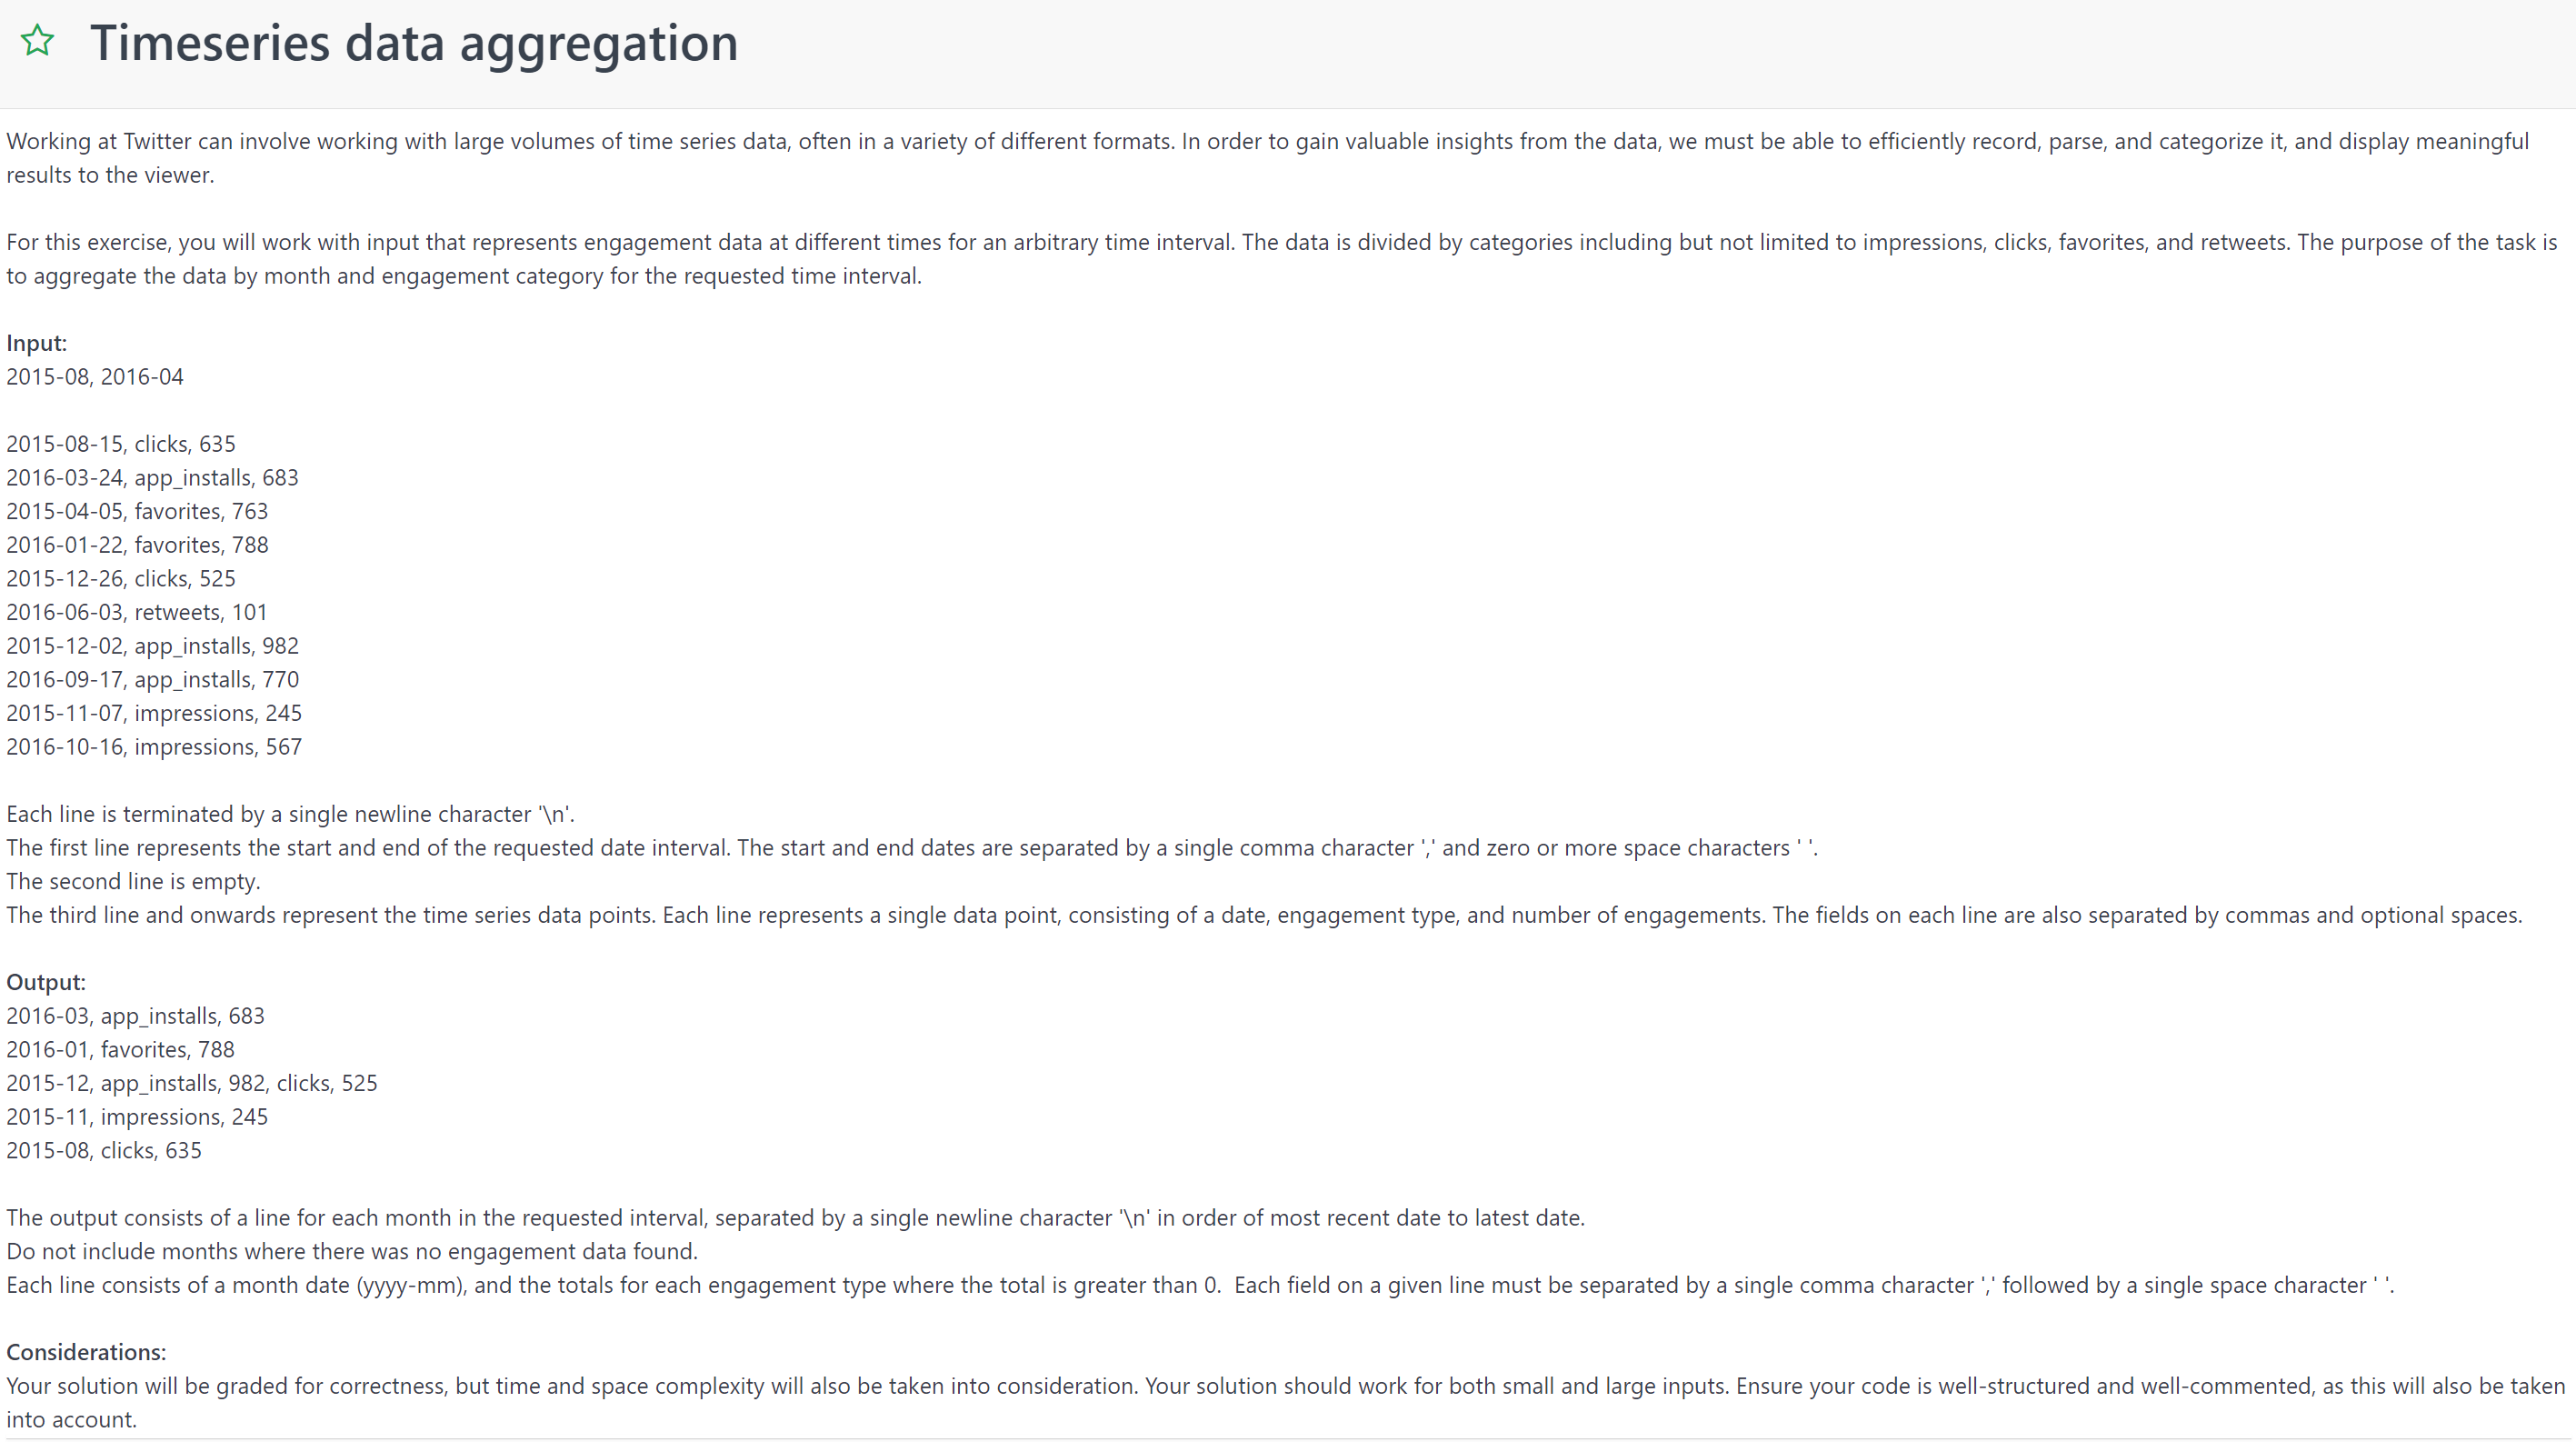 Timeseries data aggregation
Working at Twitter can involve working with large volumes of time series data, often in a variety of different formats. In order to gain valuable insights from the data, we must be able to efficiently record, parse, and categorize it, and display meaningful
results to the viewer.
For this exercise, you will work with input that represents engagement data at different times for an arbitrary time interval. The data is divided by categories including but not limited to impressions, clicks, favorites, and retweets. The purpose of the task is
to aggregate the data by month and engagement category for the requested time interval.
Input:
2015-08, 2016-04
2015-08-15, clicks, 635
2016-03-24, app_installs, 683
2015-04-05, favorites, 763
2016-01-22, favorites, 788
2015-12-26, clicks, 525
2016-06-03, retweets, 101
2015-12-02, app_installs, 982
2016-09-17, app_installs, 770
2015-11-07, impressions, 245
2016-10-16, impressions, 567
Each line is terminated by a single newline character '\n'.
The first line represents the start and end of the requested date interval. The start and end dates are separated by a single comma character ',' and zero or more space characters ' '.
The second line is empty.
The third line and onwards represent the time series data points. Each line represents a single data point, consisting of a date, engagement type, and number of engagements. The fields on each line are also separated by commas and optional spaces.
Output:
2016-03, app_installs, 683
2016-01, favorites, 788
2015-12, app_installs, 982, clicks, 525
2015-11, impressions, 245
2015-08, clicks, 635
The output consists of a line for each month in the requested interval, separated by a single newline character '\n' in order of most recent date to latest date.
Do not include months where there was no engagement data found.
Each line consists of a month date (yyyy-mm), and the totals for each engagement type where the total is greater than 0.  Each field on a given line must be separated by a single comma character ',' followed by a single space character ' '.
Considerations:
Your solution will be graded for correctness, but time and space complexity will also be taken into consideration. Your solution should work for both small and large inputs. Ensure your code is well-structured and well-commented, as this will also be taken
into account.